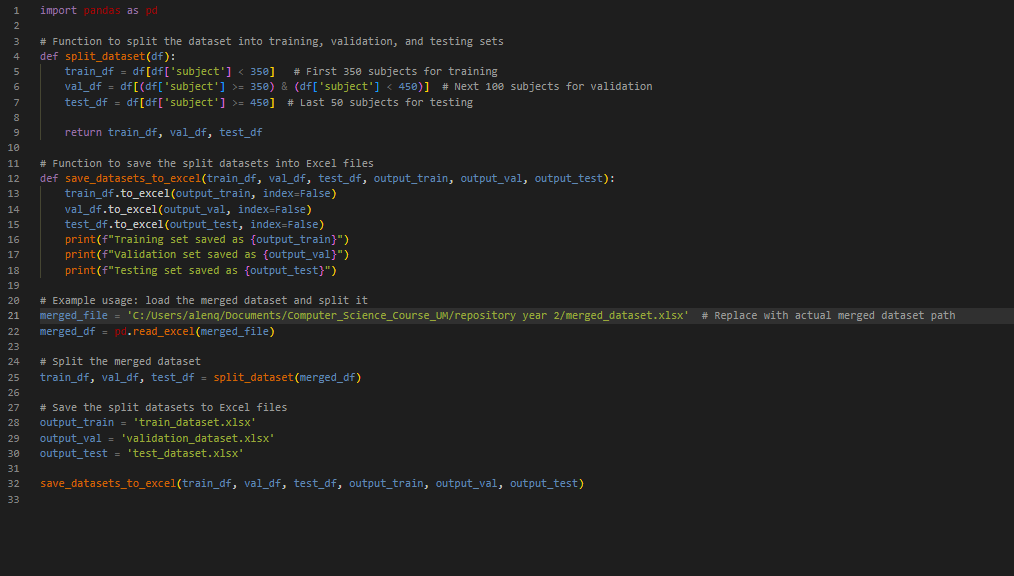 1 import pandas as pd
2
3 # Function to split the dataset into training, validation, and testing sets
4 def split_dataset(df):
5     train_df = df[df['subject'] < 350]   # First 350 subjects for training
6     val_df = df[(df['subject'] >= 350) & (df['subject'] < 450)]  # Next 100 subjects for validation
7     test_df = df[df['subject'] >= 450]  # Last 50 subjects for testing
8
9     return train_df, val_df, test_df
10
11 # Function to save the split datasets into Excel files
12 def save_datasets_to_excel(train_df, val_df, test_df, output_train, output_val, output_test):
13     train_df.to_excel(output_train, index=False)
14     val_df.to_excel(output_val, index=False)
15     test_df.to_excel(output_test, index=False)
16     print(f"Training set saved as {output_train}")
17     print(f"Validation set saved as {output_val}")
18     print(f"Testing set saved as {output_test}")
19
20 # Example usage: load the merged dataset and split it
21 merged_file = 'C:/Users/alenq/Documents/Computer_Science_Course_UM/repository year 2/merged_dataset.xlsx'  # Replace with actual merged dataset path
22 merged_df = pd.read_excel(merged_file)
23
24 # Split the merged dataset
25 train_df, val_df, test_df = split_dataset(merged_df)
26
27 # Save the split datasets to Excel files
28 output_train = 'train_dataset.xlsx'
29 output_val = 'validation_dataset.xlsx'
30 output_test = 'test_dataset.xlsx'
31
32 save_datasets_to_excel(train_df, val_df, test_df, output_train, output_val, output_test)
33